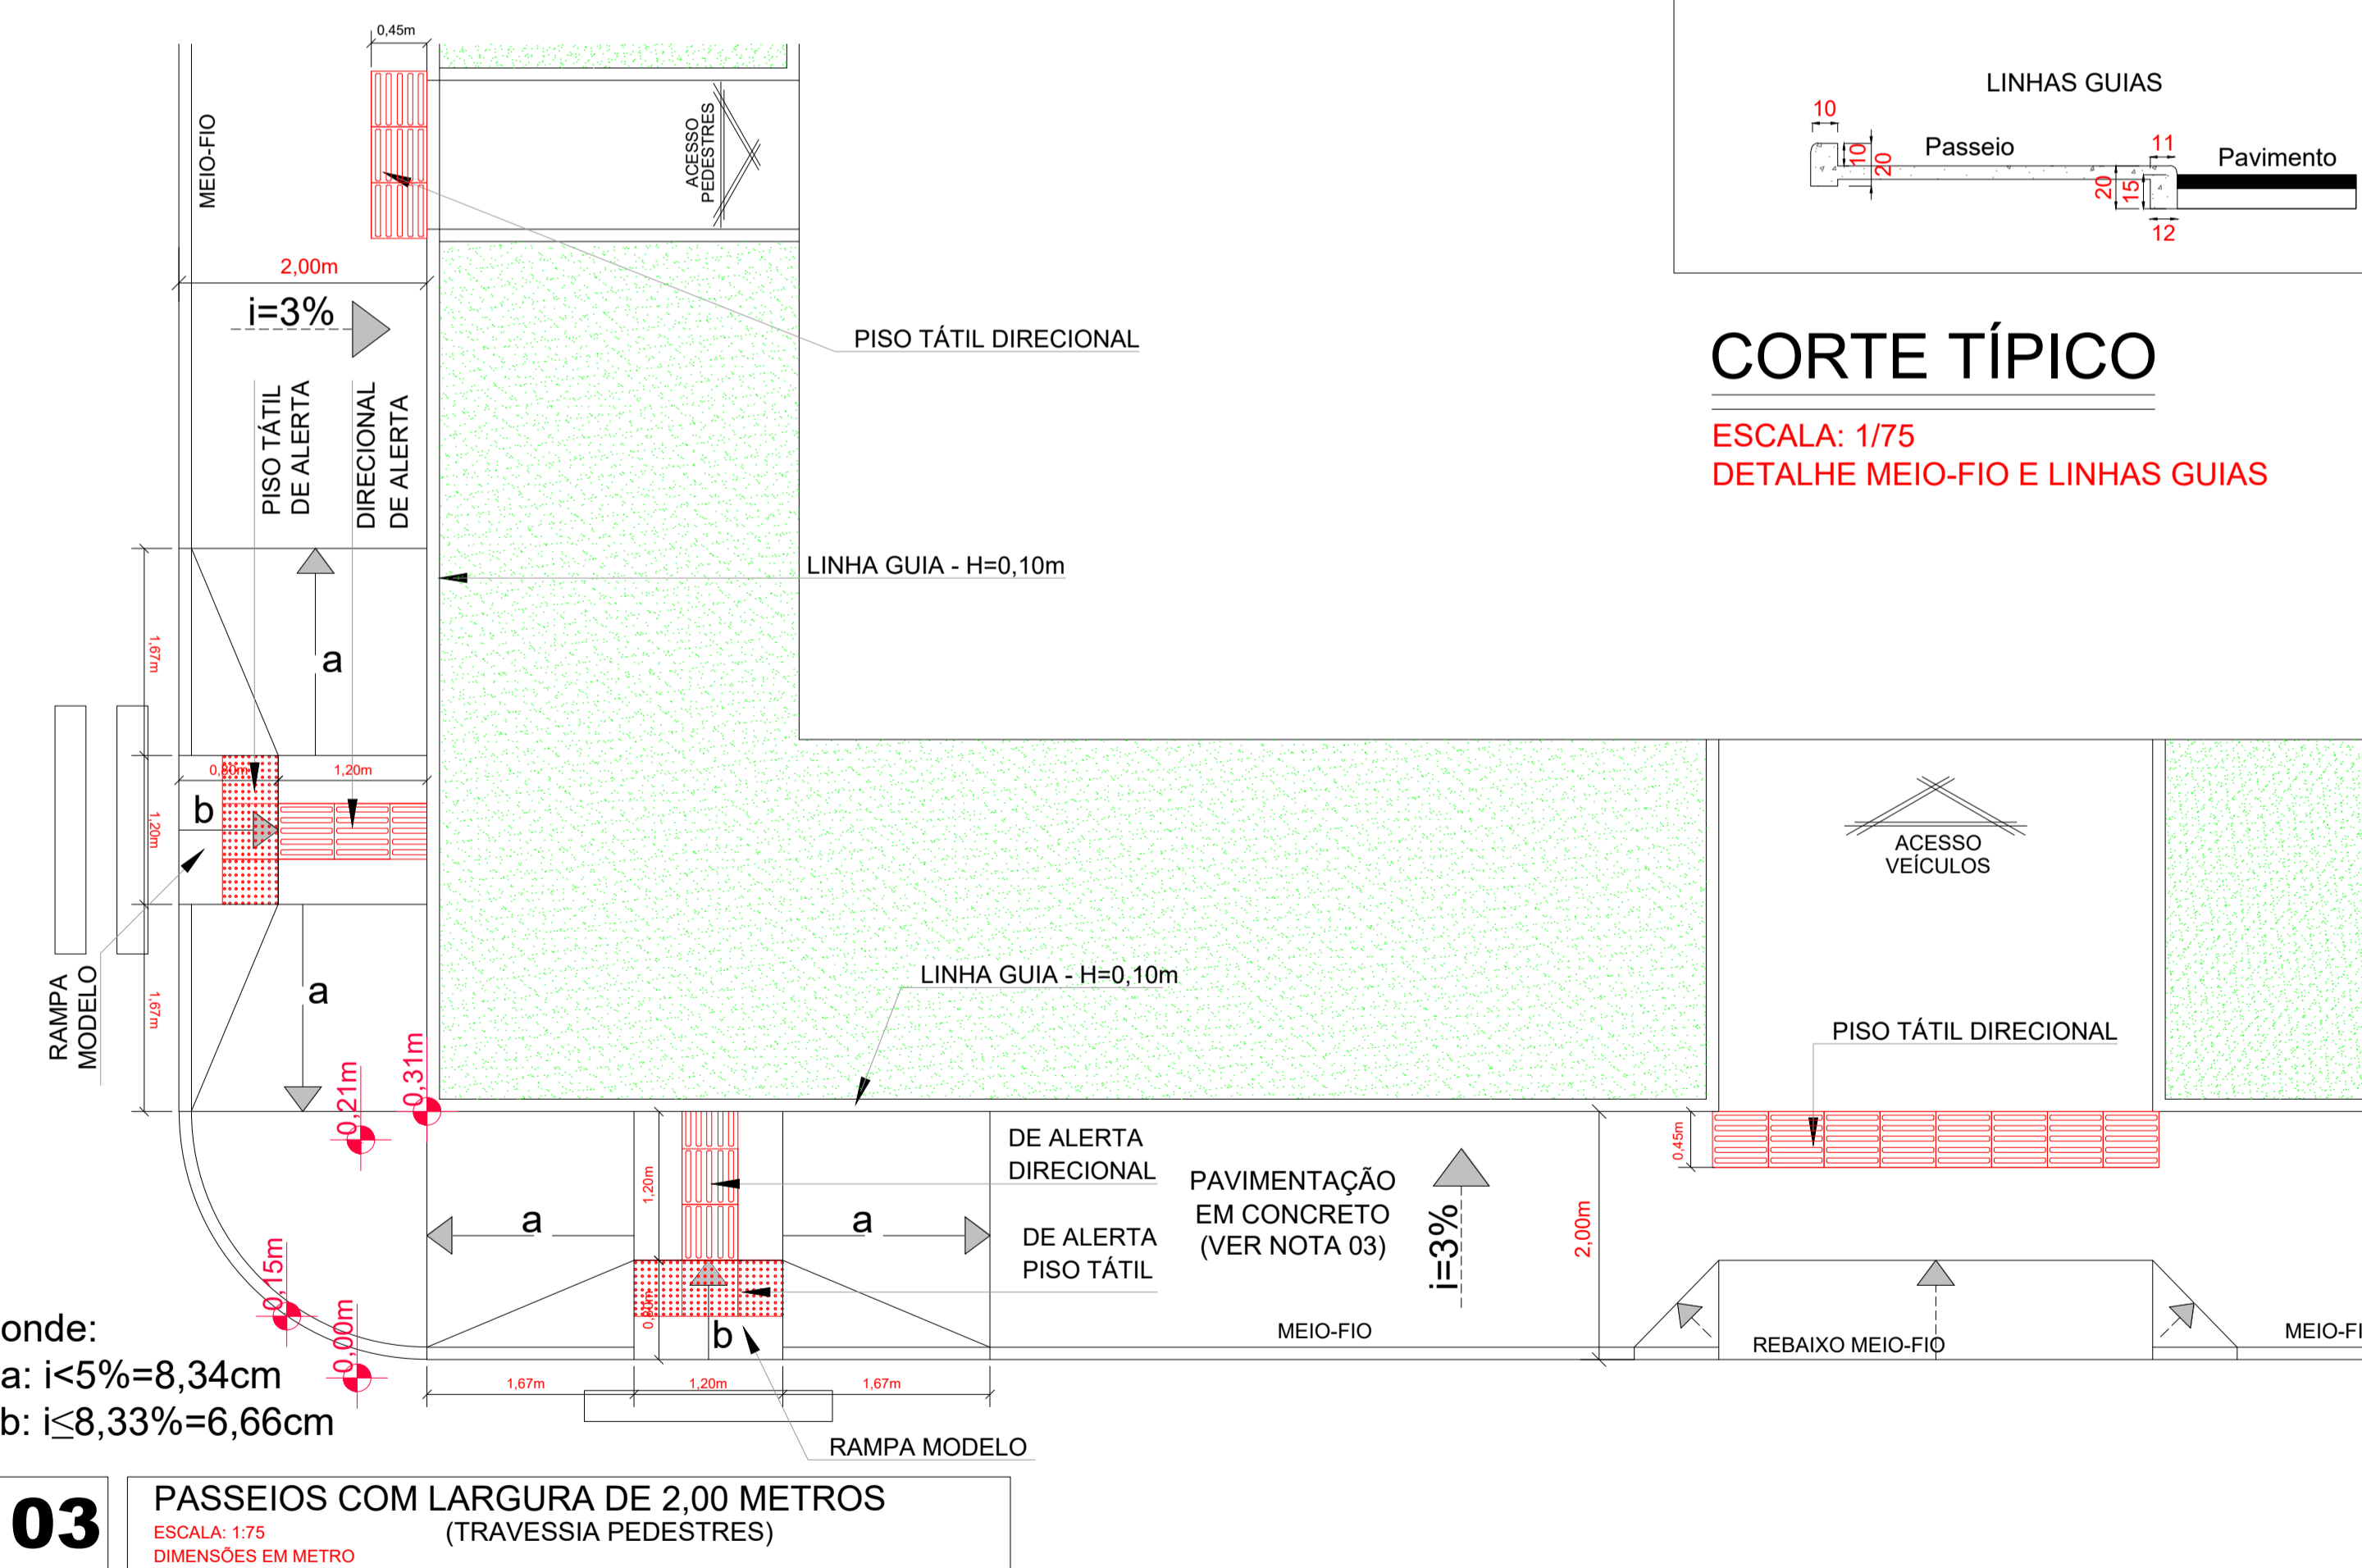 0,45m
MEIO-FIO
ACESSO
PEDESTRES
2,00m
i=3%
PISO TÁTIL DIRECIONAL
PISO TÁTIL
DE ALERTA
DIRECIONAL
DE ALERTA
LINHA GUIA - H=0,10m
LINHAS GUIAS
10
10
20
Passeio
11
Pavimento
20
15
12
CORTE TÍPICO
ESCALA: 1/75
DETALHE MEIO-FIO E LINHAS GUIAS
1,67m
a
0,80m
1,20m
b
1,20m
1,67m
a
RAMPA
MODELO
ACESSO
VEÍCULOS
LINHA GUIA - H=0,10m
PISO TÁTIL DIRECIONAL
0,31m
0,21m
0,15m
0,00m
1,20m
0,80m
DE ALERTA
DIRECIONAL
DE ALERTA
PISO TÁTIL
a
a
b
PAVIMENTAÇÃO
EM CONCRETO
(VER NOTA 03)
i=3%
2,00m
0,45m
MEIO-FIO
REBAIXO MEIO-FIO
MEIO-FI
1,67m
1,20m
1,67m
RAMPA MODELO
onde:
a: i<5%=8,34cm
b: i≤8,33%=6,66cm
03
PASSEIOS COM LARGURA DE 2,00 METROS
(TRAVESSIA PEDESTRES)
ESCALA: 1:75
DIMENSÕES EM METRO